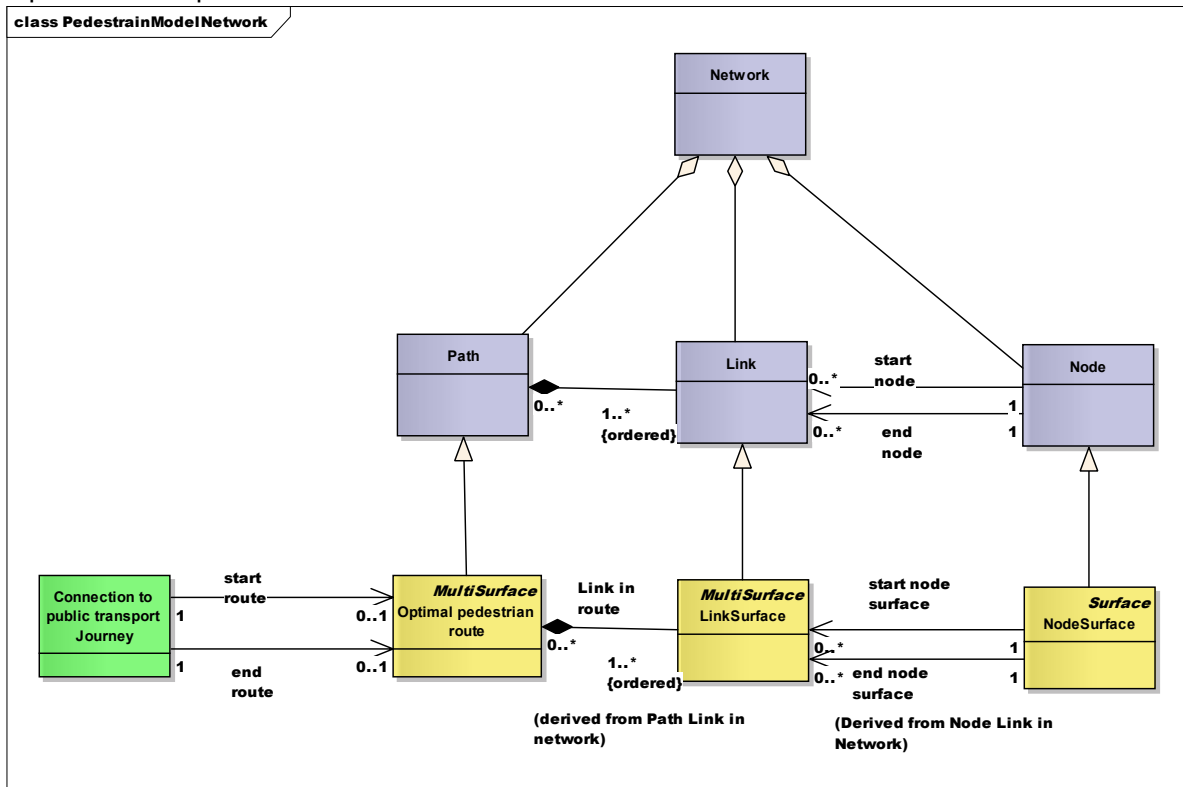 class PedestrainModelNetwork
Network
Path
Link
Node
0..*
1..*
{ordered}
0..*
start
node
1
0..*
end
node
1
Connection to
public transport
Journey
start
route
1
0..1
1
0..1
end
route
MultiSurface
Optimal pedestrian
route
Link in
route
0..*
1..*
{ordered}
MultiSurface
LinkSurface
start node
surface
0..*
1
0..*
1
end node
surface
Surface
NodeSurface
(derived from Path Link in
network)
(Derived from Node Link in
Network)